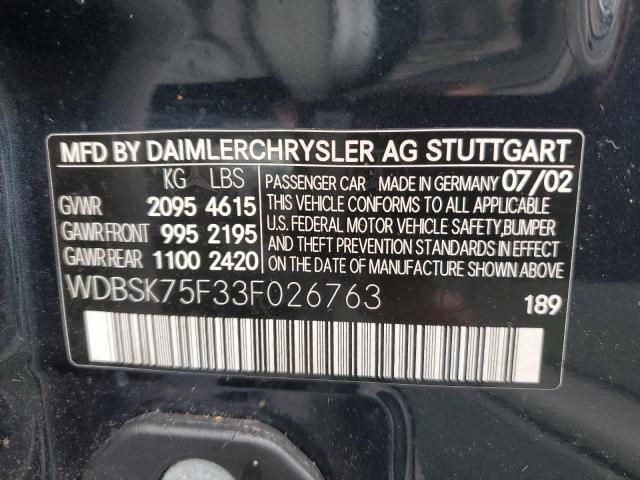 MFD BY DAIMLERCHRYSLER AG STUTTGART
KG LBS
GVWR 2095 4615
GAWR FRONT 995 2195
GAWR REAR 1100 2420
PASSENGER CAR MADE IN GERMANY 07/02
THIS VEHICLE CONFORMS TO ALL APPLICABLE
U.S. FEDERAL MOTOR VEHICLE SAFETY,BUMPER
AND THEFT PREVENTION STANDARDS IN EFFECT
ON THE DATE OF MANUFACTURE SHOWN ABOVE.
WDBSK75F33F026763
189